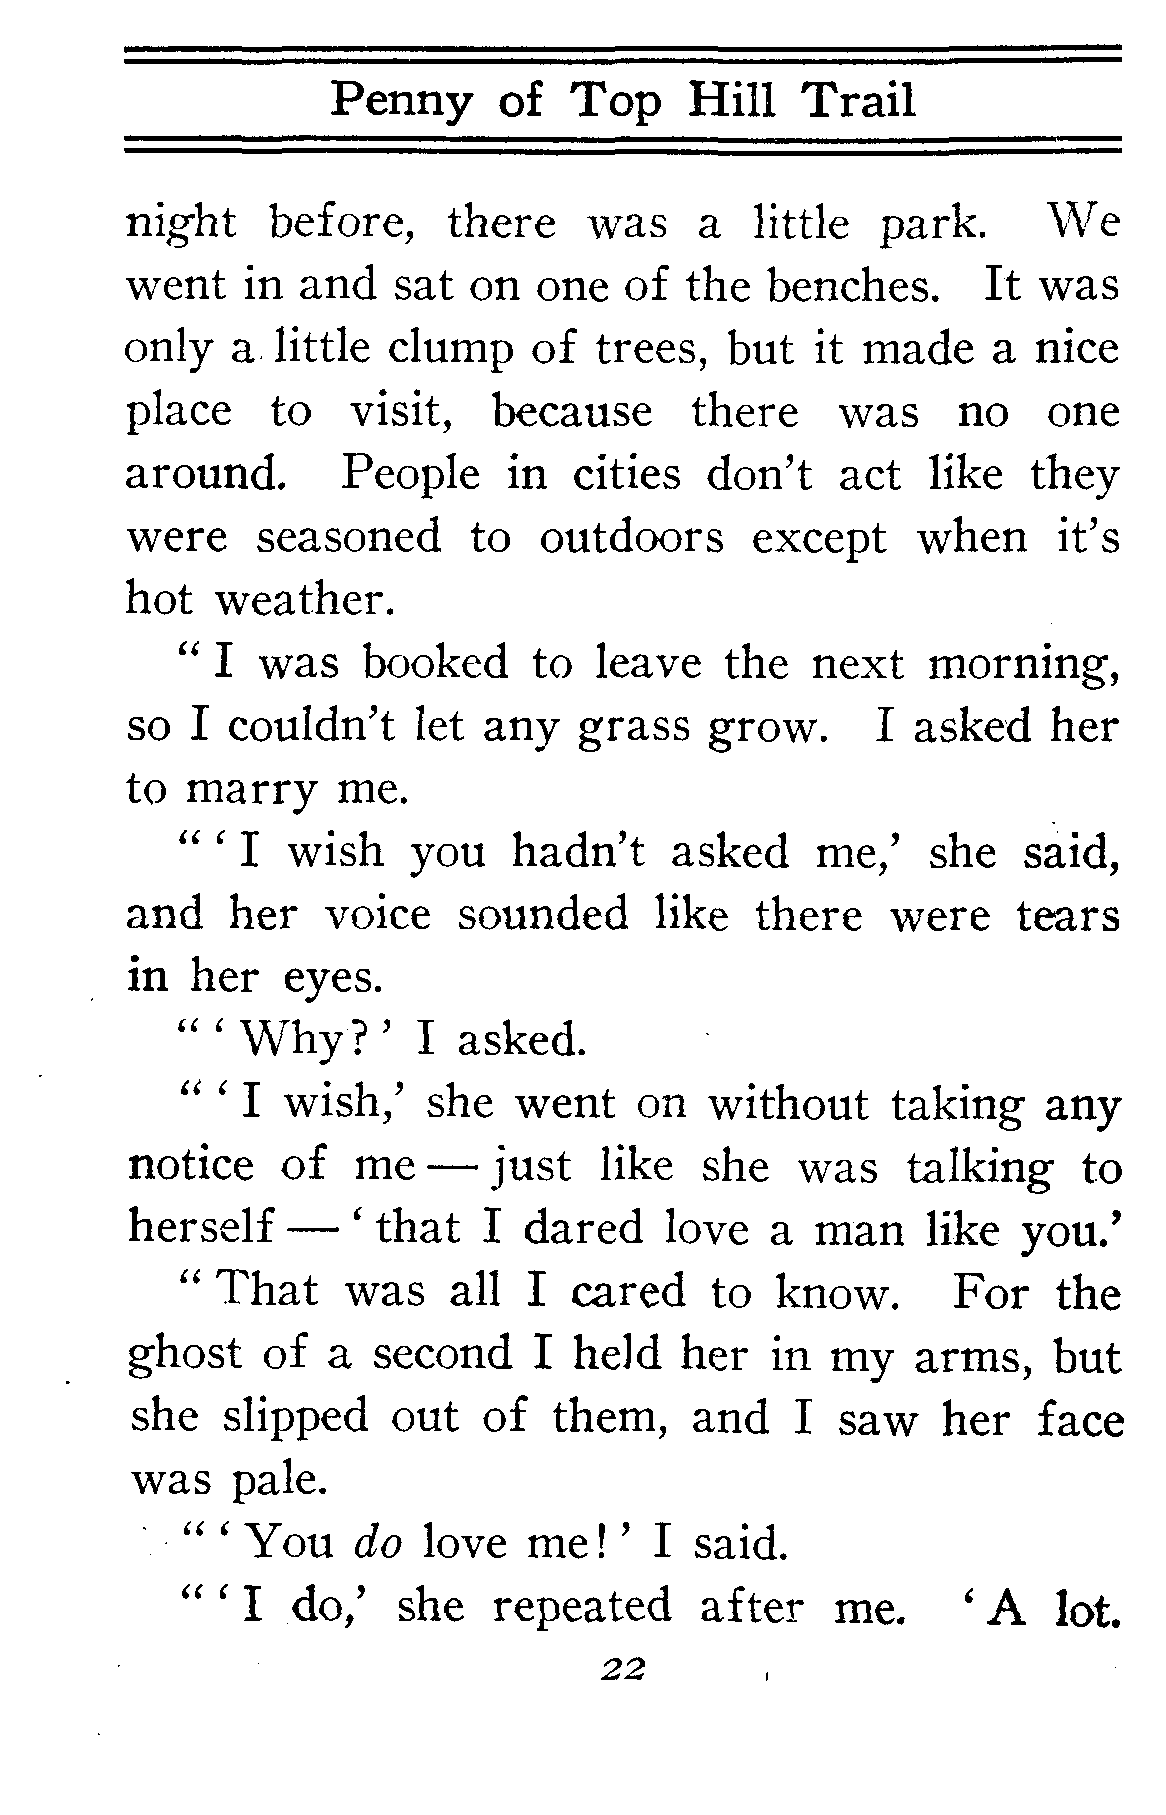 Penny of Top Hill Trail
night before, there was a little park. We
went in and sat on one of the benches. It was
only a little clump of trees, but it made a nice
place to visit, because there was no one
around. People in cities don't act like they
were seasoned to outdoors except when it's
hot weather.
“ I was booked to leave the next morning,
so I couldn't let any grass grow. I asked her
to marry me.
“ ‘ I wish you hadn't asked me,’ she said,
and her voice sounded like there were tears
in her eyes.
“ ‘ Why? ’ I asked.
“ ‘ I wish,’ she went on without taking any
notice of me — just like she was talking to
herself — ‘ that I dared love a man like you.’
“ That was all I cared to know. For the
ghost of a second I held her in my arms, but
she slipped out of them, and I saw her face
was pale.
“ ‘ You do love me! ’ I said.
“ ‘ I do,’ she repeated after me. ‘ A lot.
22